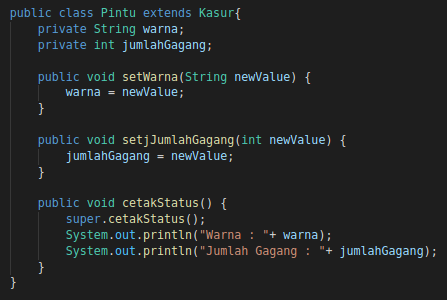 public class Pintu extends Kasur{
    private String warna;
    private int jumlahGagang;

    public void setWarna(String newValue) {
        warna = newValue;
    }

    public void setjJumlahGagang(int newValue) {
        jumlahGagang = newValue;
    }

    public void cetakStatus() {
        super.cetakStatus();
        System.out.println("Warna : "+ warna);
        System.out.println("Jumlah Gagang : "+ jumlahGagang);
    }
}